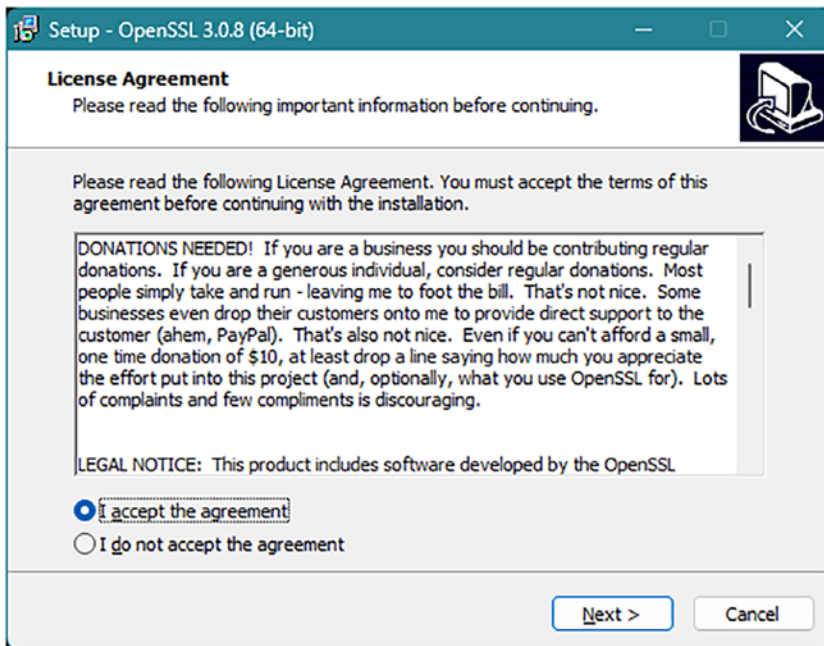 Setup - OpenSSL 3.0.8 (64-bit)
License Agreement
Please read the following important information before continuing.
Please read the following License Agreement. You must accept the terms of this
agreement before continuing with the installation.
DONATIONS NEEDED!  If you are a business you should be contributing regular
donations.  If you are a generous individual, consider regular donations.  Most
people simply take and run - leaving me to foot the bill.  That's not nice.  Some
businesses even drop their customers onto me to provide direct support to the
customer (ahem, PayPal).  That's also not nice.  Even if you can't afford a small,
one time donation of $10, at least drop a line saying how much you appreciate
the effort put into this project (and, optionally, what you use OpenSSL for).  Lots
of complaints and few compliments is discouraging.
LEGAL NOTICE:  This product includes software developed by the OpenSSL
I accept the agreement
I do not accept the agreement
Next >
Cancel